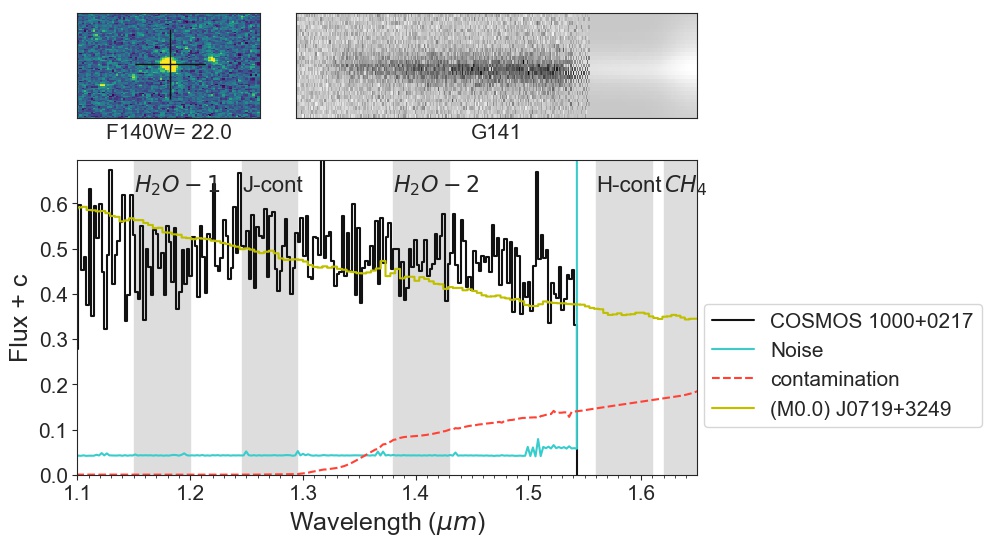 F140W= 22.0
G141
H₂O − 1 J-cont H₂O − 2 H-cont CH₄
Flux + c
0.6
0.5
0.4
0.3
0.2
0.1
0.0
1.1 1.2 1.3 1.4 1.5 1.6
Wavelength (μm)
COSMOS 1000+0217
Noise
contamination
(M0.0) J0719+3249